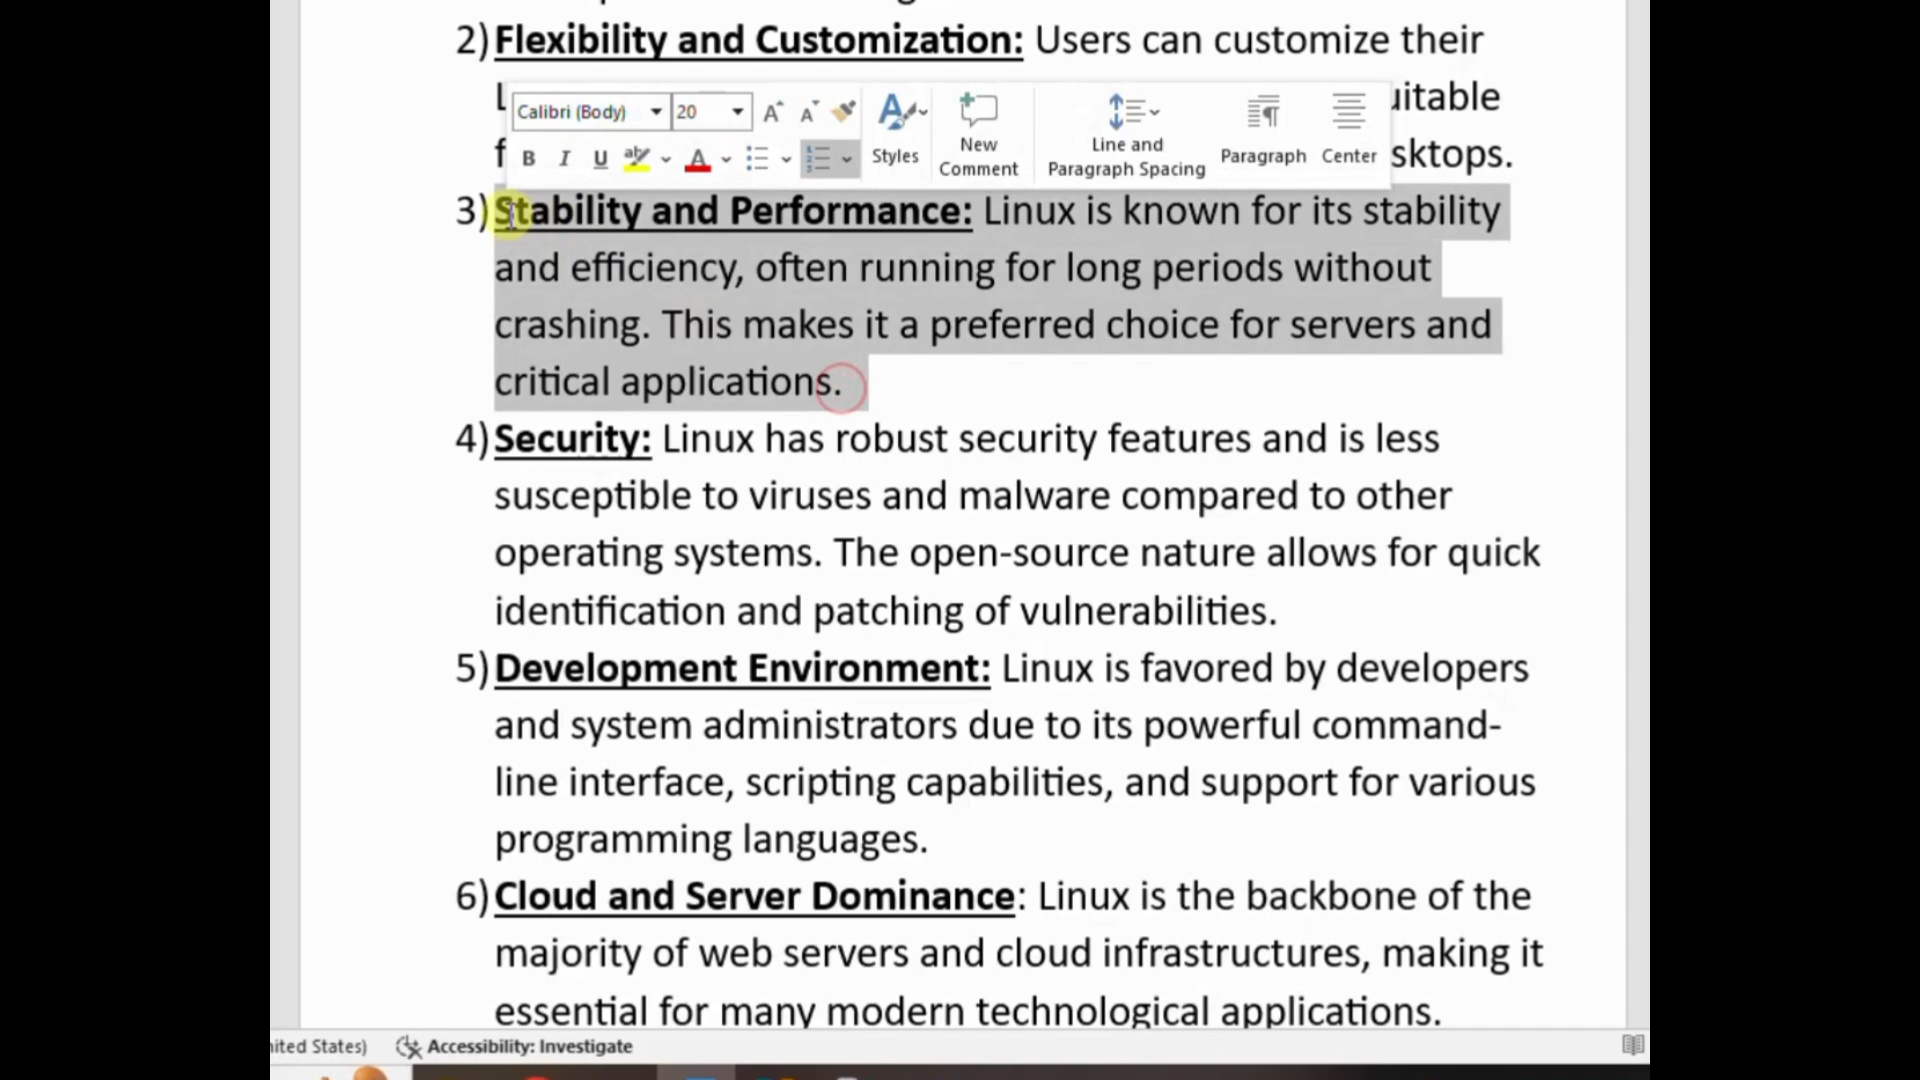 2) Flexibility and Customization: Users can customize their
uitable
sktops.
Calibri (Body) 20
B I U
Styles
New Comment
Line and Paragraph Spacing
Paragraph
Center
3) Stability and Performance: Linux is known for its stability
and efficiency, often running for long periods without
crashing. This makes it a preferred choice for servers and
critical applications.
4) Security: Linux has robust security features and is less
susceptible to viruses and malware compared to other
operating systems. The open-source nature allows for quick
identification and patching of vulnerabilities.
5) Development Environment: Linux is favored by developers
and system administrators due to its powerful command-
line interface, scripting capabilities, and support for various
programming languages.
6) Cloud and Server Dominance: Linux is the backbone of the
majority of web servers and cloud infrastructures, making it
essential for many modern technological applications.
ited States) Accessibility: Investigate